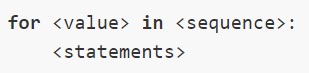 for <value> in <sequence>:
    <statements>